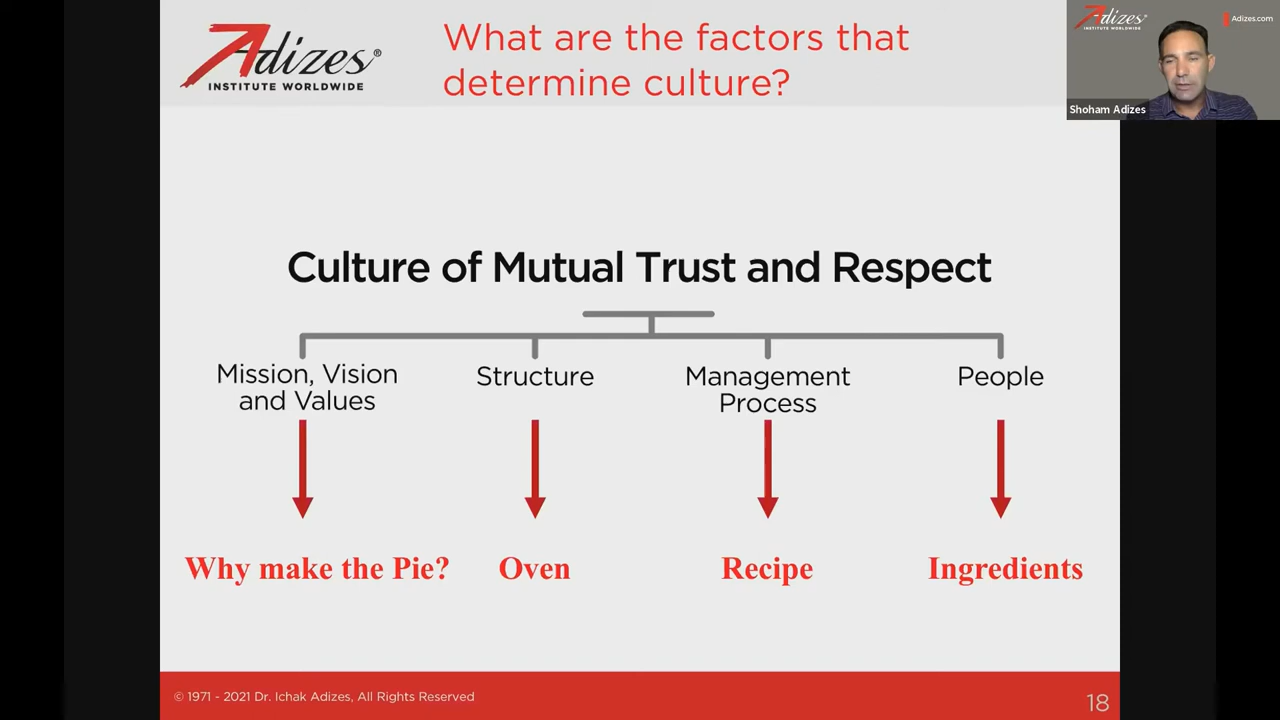 Adizes®
INSTITUTE WORLDWIDE
What are the factors that
determine culture?
Adizes
INSTITUTE WORLDWIDE
Adizes.com
Shoham Adizes
Culture of Mutual Trust and Respect
Mission, Vision
and Values
Structure
Management
Process
People
Why make the Pie?
Oven
Recipe
Ingredients
© 1971 - 2021 Dr. Ichak Adizes, All Rights Reserved
18